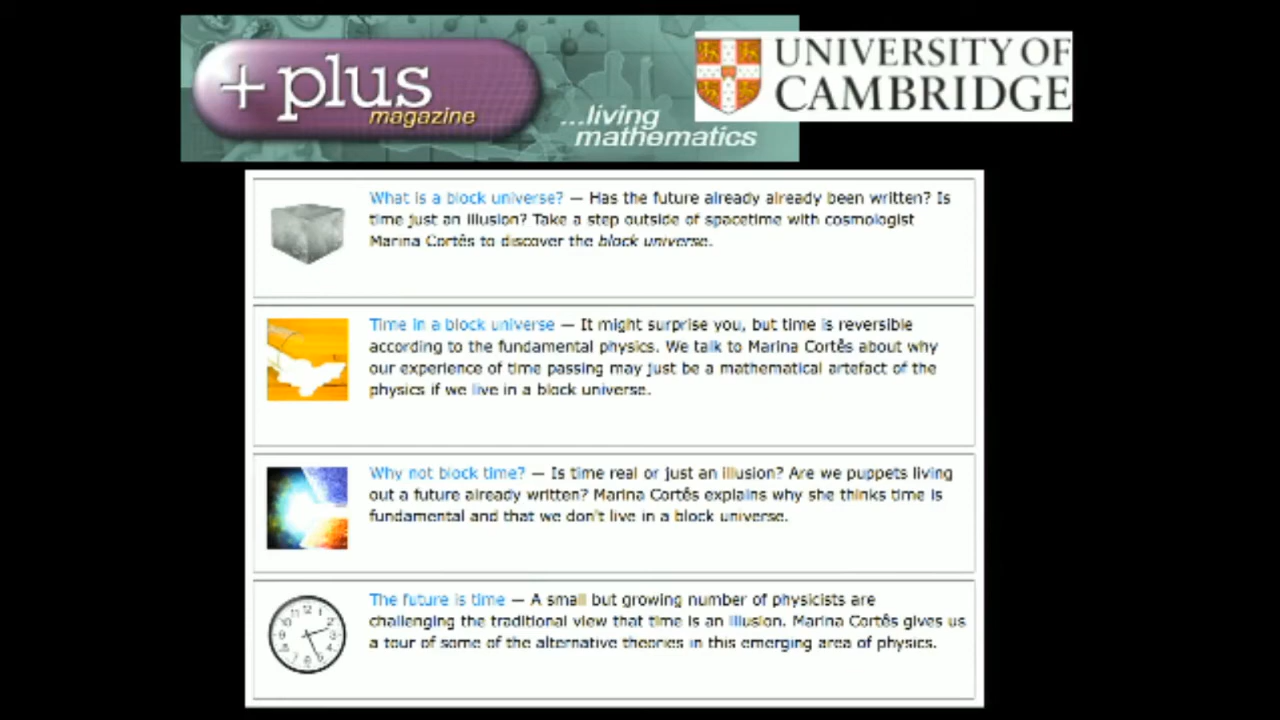 + plus
magazine
...living
mathematics
UNIVERSITY OF
CAMBRIDGE
What is a block universe? — Has the future already already been written? Is
time just an illusion? Take a step outside of spacetime with cosmologist
Marina Cortês to discover the block universe.
Time in a block universe — It might surprise you, but time is reversible
according to the fundamental physics. We talk to Marina Cortês about why
our experience of time passing may just be a mathematical artefact of the
physics if we live in a block universe.
Why not block time? — Is time real or just an illusion? Are we puppets living
out a future already written? Marina Cortês explains why she thinks time is
fundamental and that we don't live in a block universe.
The future is time — A small but growing number of physicists are
challenging the traditional view that time is an illusion. Marina Cortês gives us
a tour of some of the alternative theories in this emerging area of physics.